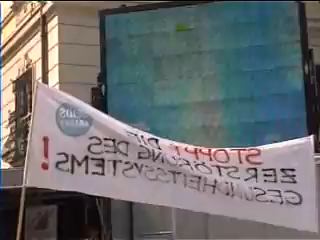 STOPPT DIE
ZERSTÖRUNG DES
GESUNDHEITSSYSTEMS
!